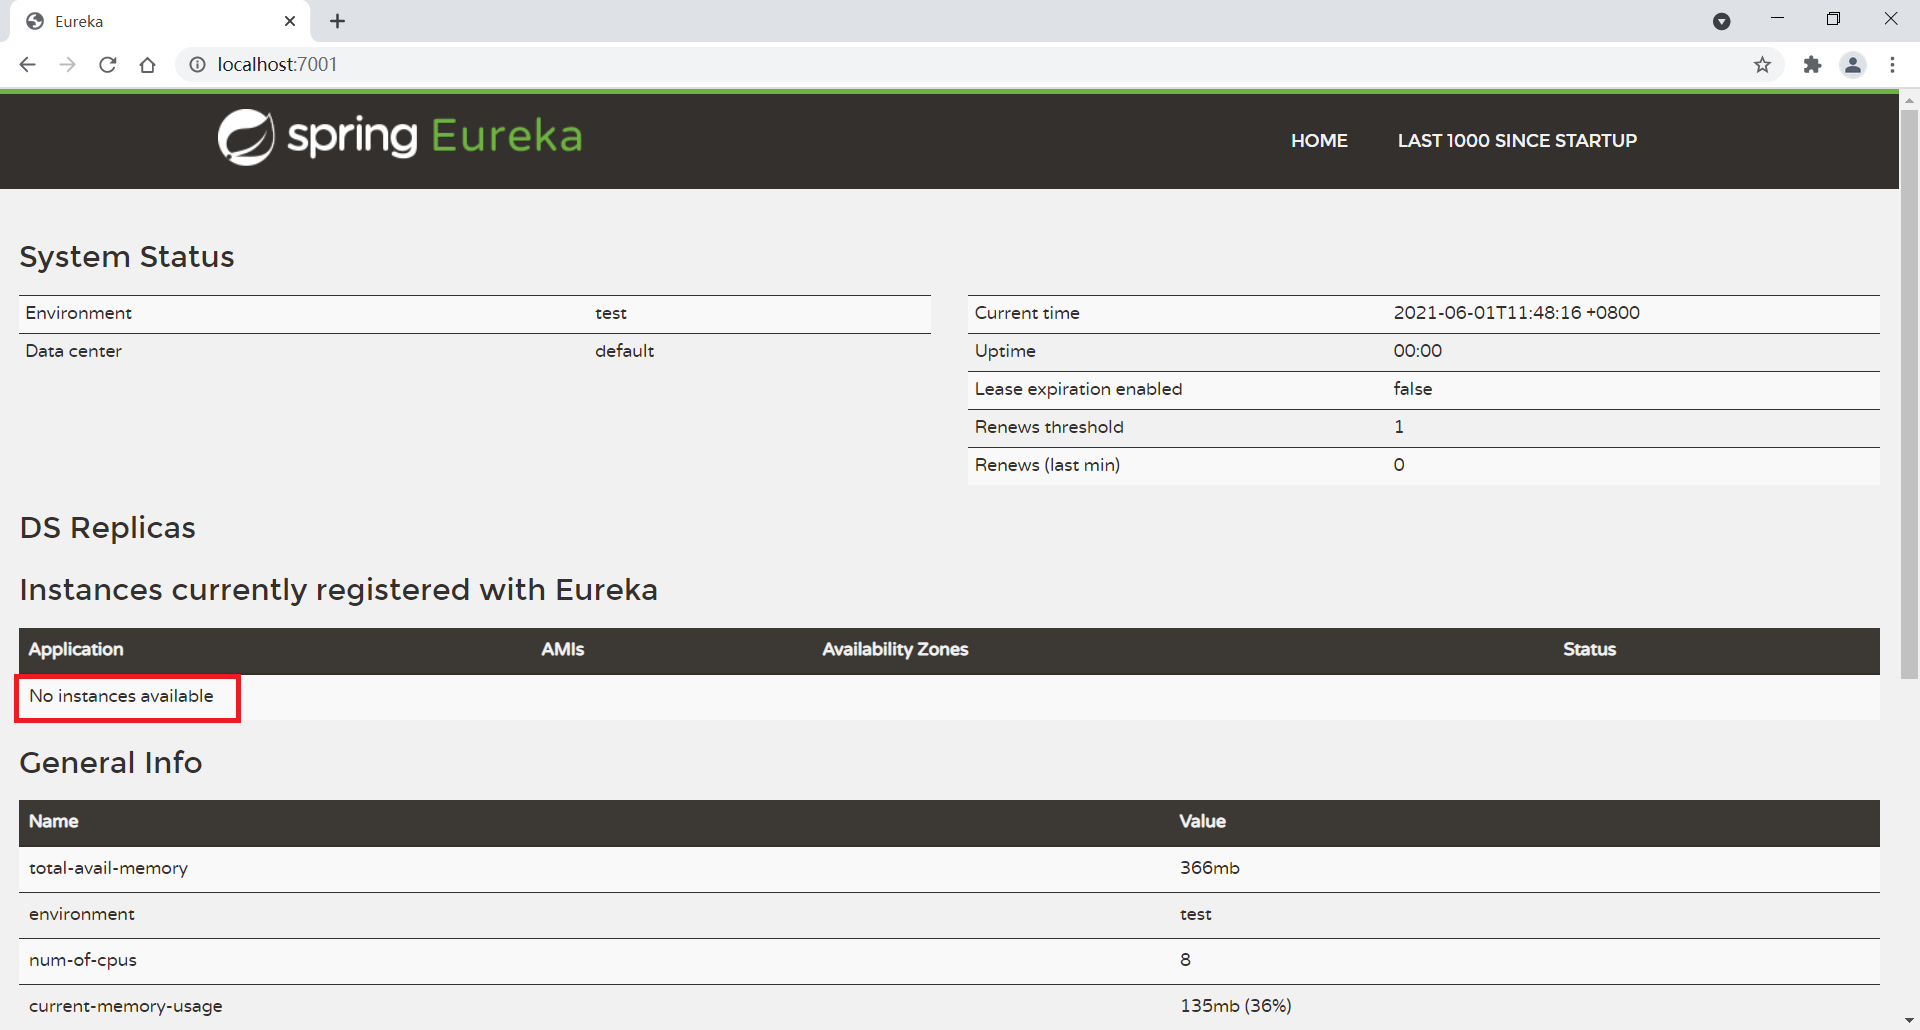 Eureka
localhost:7001
spring Eureka
HOME LAST 1000 SINCE STARTUP
System Status
Environment test
Data center default
Current time 2021-06-01T11:48:16 +0800
Uptime 00:00
Lease expiration enabled false
Renews threshold 1
Renews (last min) 0
DS Replicas
Instances currently registered with Eureka
Application AMIs Availability Zones Status
No instances available
General Info
Name Value
total-avail-memory 366mb
environment test
num-of-cpus 8
current-memory-usage 135mb (36%)